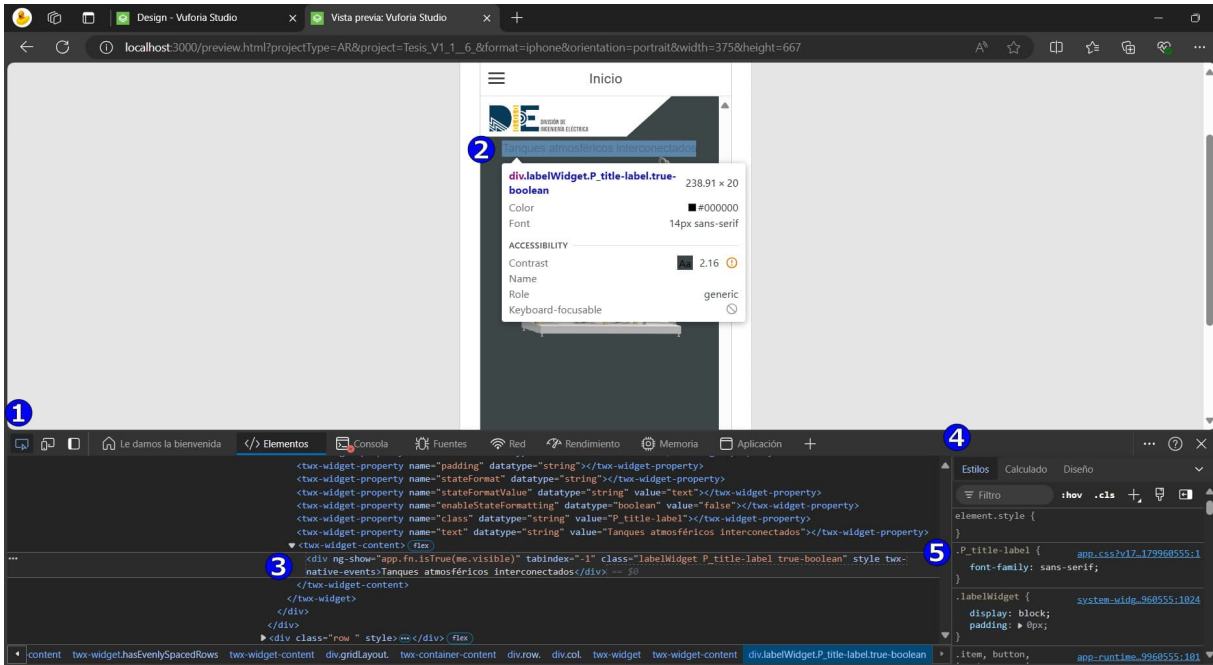 Design - Vuforia Studio
Vista previa: Vuforia Studio
localhost:3000/preview.html?projectType=AR&project=Tesis_V1_1__6_&format=iphone&orientation=portrait&width=375&height=667
Inicio
DIE DIVISIÓN DE
INGENIERÍA ELÉCTRICA
2 Tanques atmosféricos interconectados
div.labelWidget.P_title-label.true-
boolean 238.91 × 20
Color #000000
Font 14px sans-serif
ACCESSIBILITY
Contrast Aa 2.16
Name
Role generic
Keyboard-focusable
1
4
Le damos la bienvenida </> Elementos Consola Fuentes Red Rendimiento Memoria Aplicación
<twx-widget-property name="padding" datatype="string"></twx-widget-property>
<twx-widget-property name="stateFormat" datatype="string"></twx-widget-property>
<twx-widget-property name="stateFormatValue" datatype="string" value="text"></twx-widget-property>
<twx-widget-property name="enableStateFormatting" datatype="boolean" value="false"></twx-widget-property>
<twx-widget-property name="class" datatype="string" value="P_title-label"></twx-widget-property>
<twx-widget-property name="text" datatype="string" value="Tanques atmosféricos interconectados"></twx-widget-property>
<twx-widget-content> flex
<div ng-show="app.fn.isTrue(me.visible)" tabindex="-1" class="labelWidget P_title-label true-boolean" style twx-
3 native-events>Tanques atmosféricos interconectados</div> == $0
</twx-widget-content>
</twx-widget>
</div>
<div class="row " style>…</div> flex
content twx-widget.hasEvenlySpacedRows twx-widget-content div.gridLayout. twx-container-content div.row. div.col. twx-widget twx-widget-content div.labelWidget.P_title-label.true-boolean
Estilos Calculado Diseño
Filtro :hov .cls
element.style {
}
5 .P_title-label { app.css?v17…179960555:1
font-family: sans-serif;
}
.labelWidget { system-widg…960555:1024
display: block;
padding: 0px;
}
.item, button, app-runtime…9960555:101